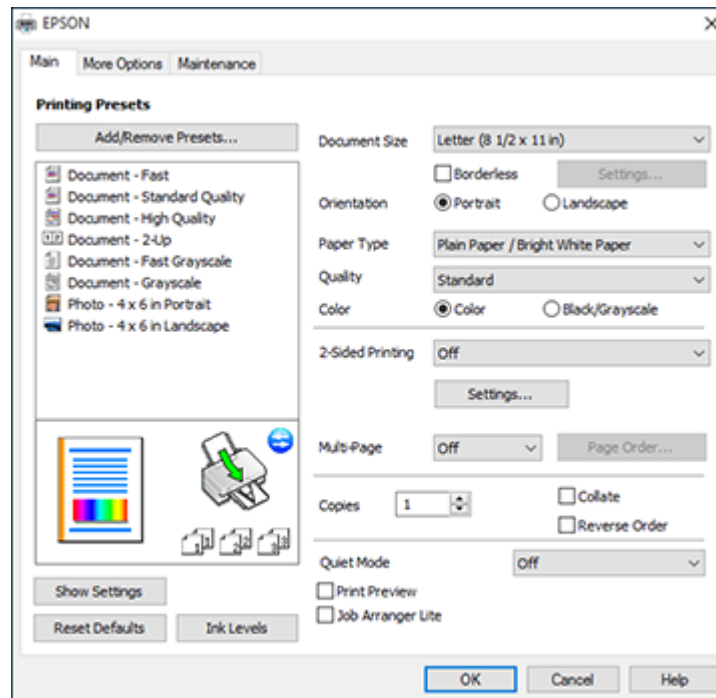 EPSON
Main More Options Maintenance
Printing Presets
Add/Remove Presets...
Document - Fast
Document - Standard Quality
Document - High Quality
Document - 2-Up
Document - Fast Grayscale
Document - Grayscale
Photo - 4 x 6 in Portrait
Photo - 4 x 6 in Landscape
Show Settings
Reset Defaults Ink Levels
Document Size Letter (8 1/2 x 11 in)
Borderless Settings...
Orientation Portrait Landscape
Paper Type Plain Paper / Bright White Paper
Quality Standard
Color Color Black/Grayscale
2-Sided Printing Off
Settings...
Multi-Page Off Page Order...
Copies 1 Collate
Reverse Order
Quiet Mode Off
Print Preview
Job Arranger Lite
OK Cancel Help